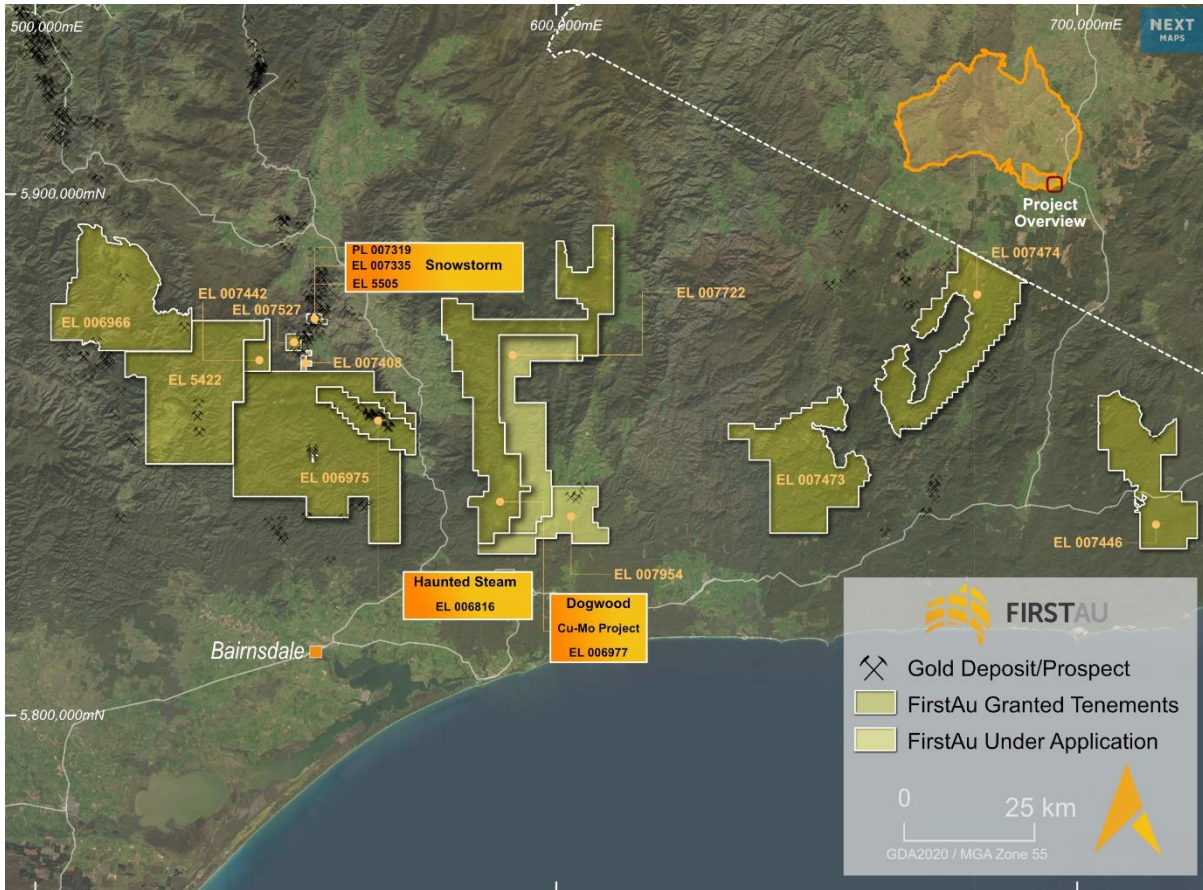 500,000mE
600,000mE
700,000mE
NEXT
MAPS
5,900,000mN
Project
Overview
PL 007319
EL 007335 Snowstorm
EL 5505
EL 007474
EL 007442
EL 007527
EL 007722
EL 006966
EL 007408
EL 5422
EL 006975
EL 007473
EL 007446
EL 007954
Haunted Steam
EL 006816
Dogwood
Cu-Mo Project
EL 006977
Bairnsdale
5,800,000mN
FIRSTAU
Gold Deposit/Prospect
FirstAu Granted Tenements
FirstAu Under Application
0 25 km
GDA2020 / MGA Zone 55